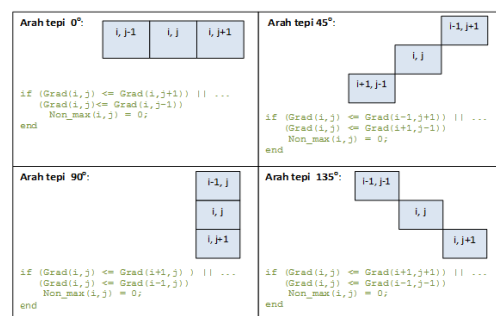 Arah tepi 0°:
i, j-1 i, j i, j+1
if (Grad(i,j) <= Grad(i,j+1)) || ...
(Grad(i,j)<= Grad(i,j-1))
Non_max(i,j) = 0;
end
Arah tepi 45°:
i-1, j+1
i, j
i+1, j-1
if (Grad(i,j) <= Grad(i-1,j+1)) || ...
(Grad(i,j) <= Grad(i+1,j-1))
Non_max(i,j) = 0;
end
Arah tepi 90°:
i-1, j
i, j
i, j+1
if (Grad(i,j) <= Grad(i+1,j) ) || ...
(Grad(i,j) <= Grad(i-1,j))
Non_max(i,j) = 0;
end
Arah tepi 135°:
i-1, j-1
i, j
i, j+1
if (Grad(i,j) <= Grad(i+1,j+1)) || ...
(Grad(i,j) <= Grad(i-1,j-1))
Non_max(i,j) = 0;
end